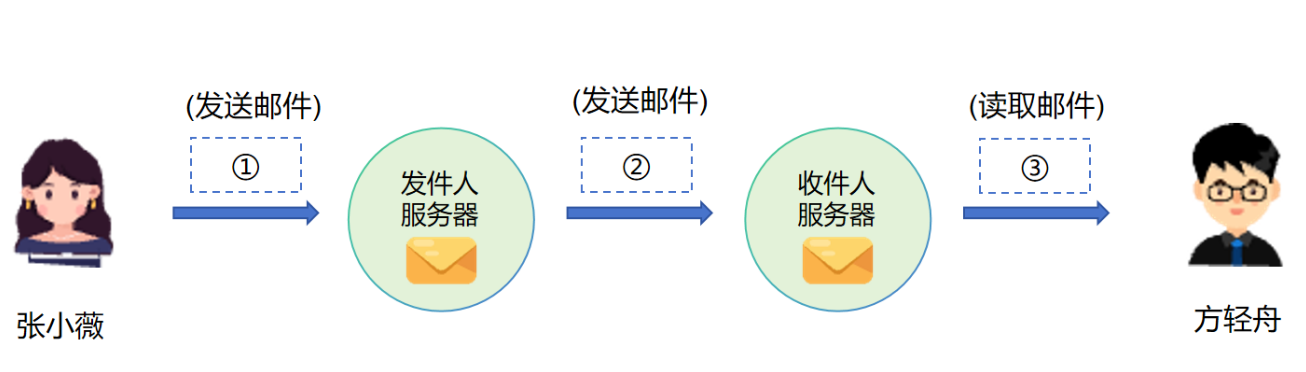 (发送邮件)
①
发件人
服务器
(发送邮件)
②
收件人
服务器
(读取邮件)
③
张小薇
方轻舟